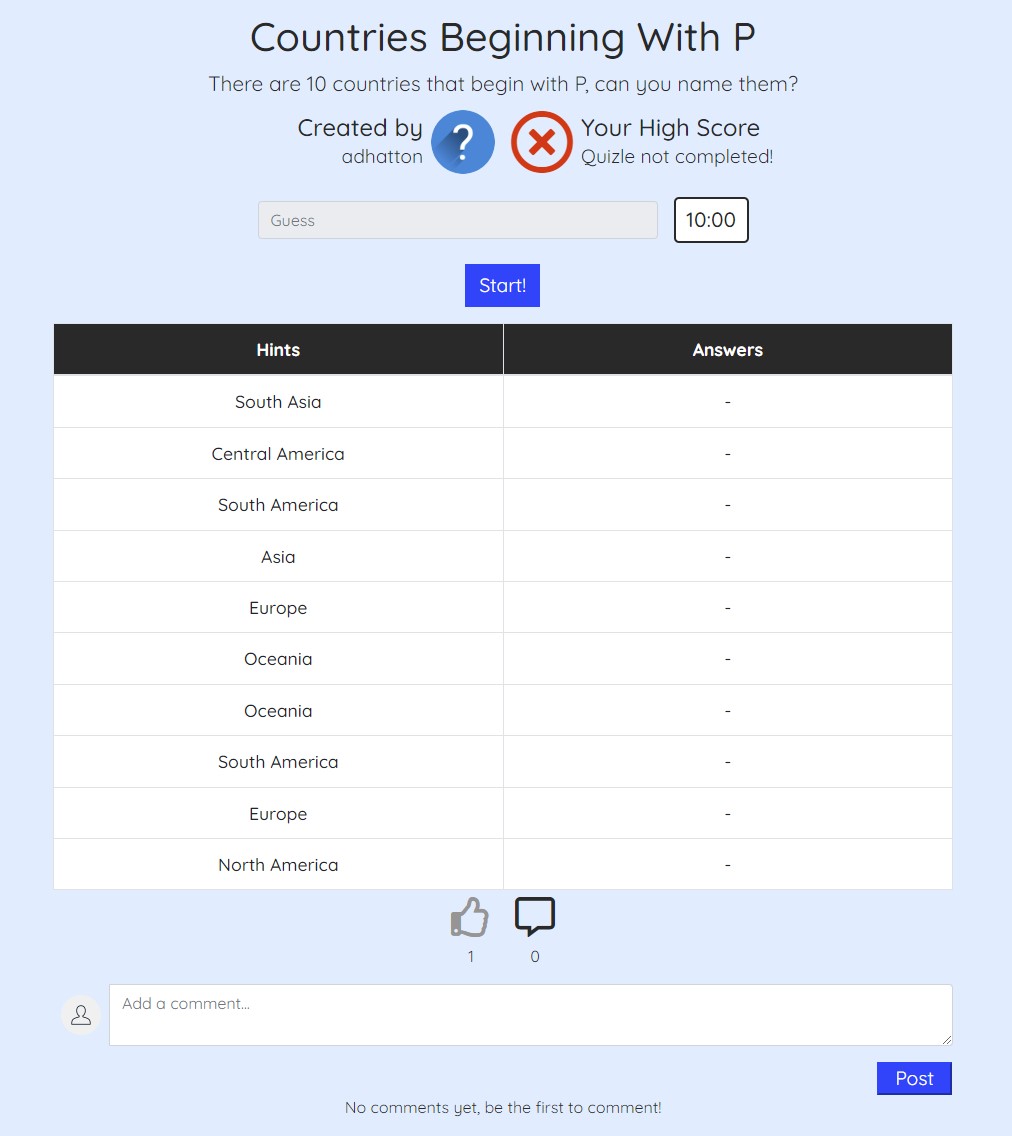 Countries Beginning With P
There are 10 countries that begin with P, can you name them?
Created by
adhatton
Your High Score
Quizle not completed!
Guess
10:00
Start!
Hints Answers
South Asia -
Central America -
South America -
Asia -
Europe -
Oceania -
Oceania -
South America -
Europe -
North America -
1 0
Add a comment...
Post
No comments yet, be the first to comment!